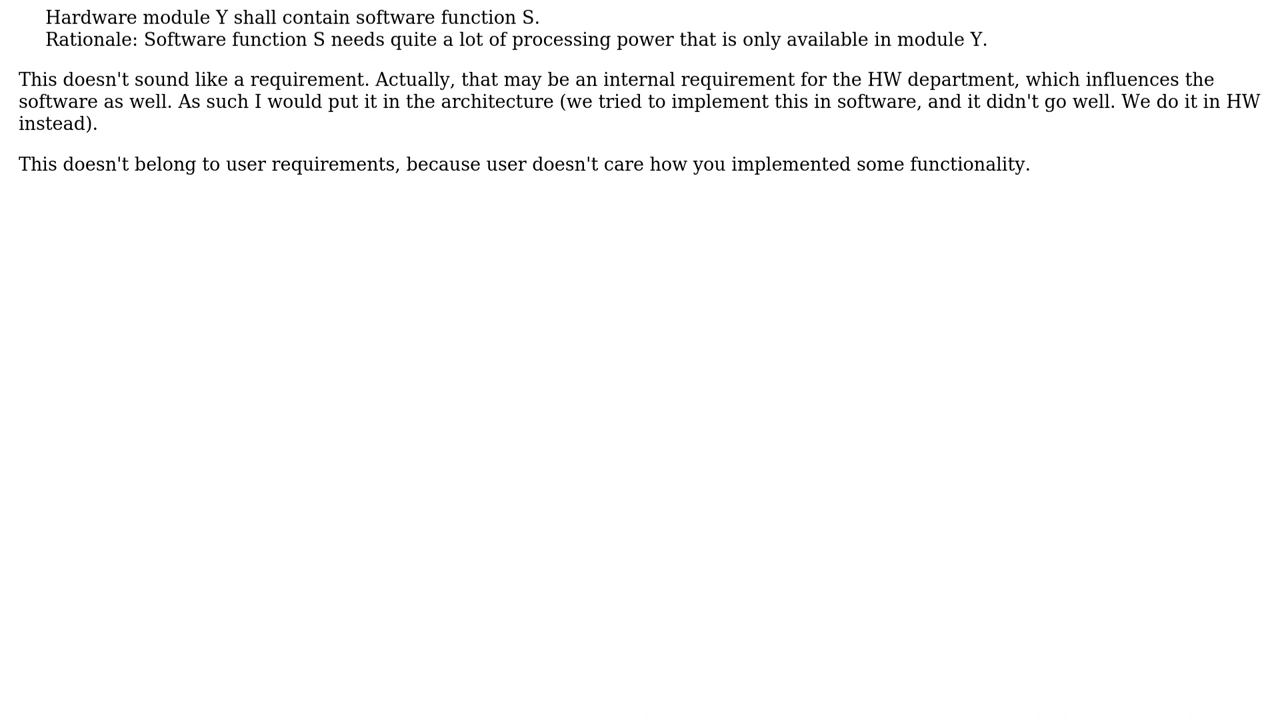 Hardware module Y shall contain software function S.
Rationale: Software function S needs quite a lot of processing power that is only available in module Y.
This doesn't sound like a requirement. Actually, that may be an internal requirement for the HW department, which influences the
software as well. As such I would put it in the architecture (we tried to implement this in software, and it didn't go well. We do it in HW
instead).
This doesn't belong to user requirements, because user doesn't care how you implemented some functionality.